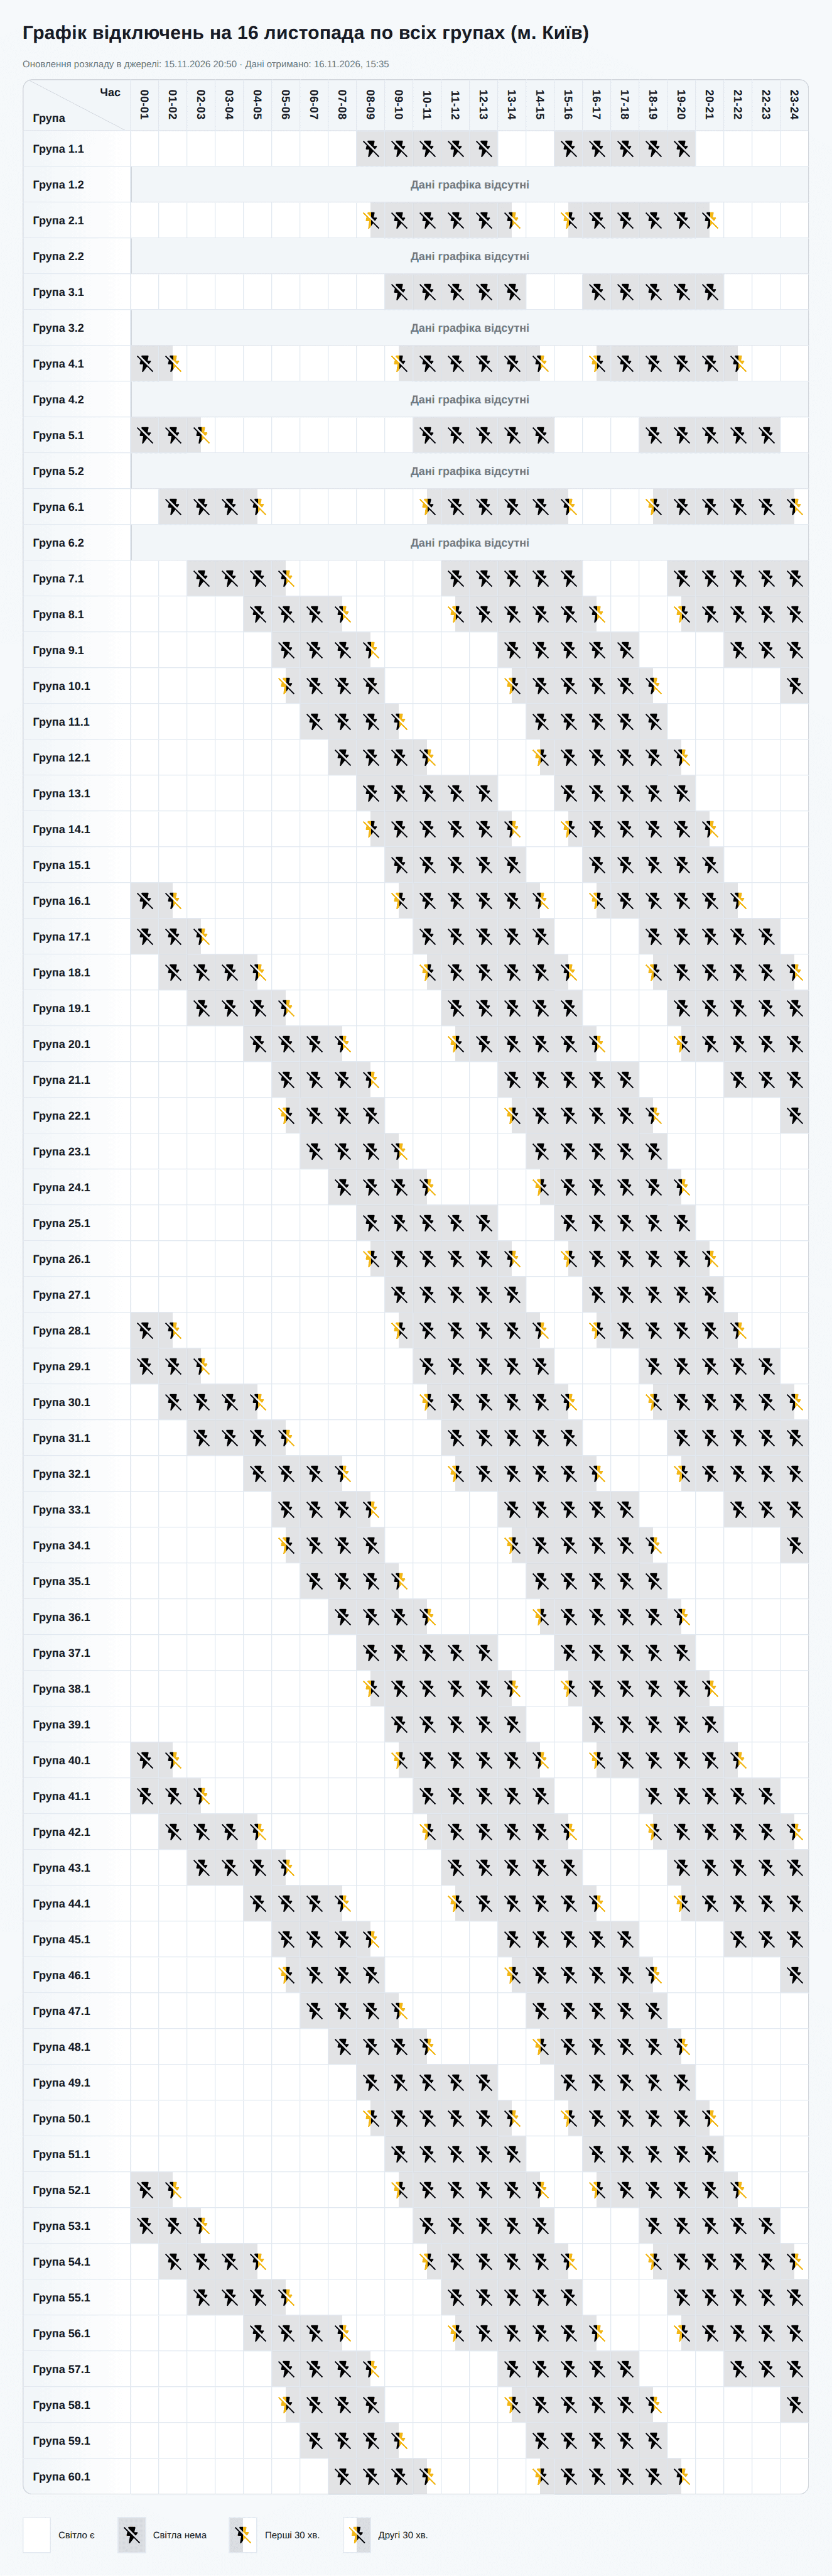 Графік відключень на 16 листопада по всіх групах (м. Київ)
Оновлення розкладу в джерелі: 15.11.2026 20:50 · Дані отримано: 16.11.2026, 15:35
Час
Група
00-01 01-02 02-03 03-04 04-05 05-06 06-07 07-08 08-09 09-10 10-11 11-12 12-13 13-14 14-15 15-16 16-17 17-18 18-19 19-20 20-21 21-22 22-23 23-24
Група 1.1
Група 1.2 Дані графіка відсутні
Група 2.1
Група 2.2 Дані графіка відсутні
Група 3.1
Група 3.2 Дані графіка відсутні
Група 4.1
Група 4.2 Дані графіка відсутні
Група 5.1
Група 5.2 Дані графіка відсутні
Група 6.1
Група 6.2 Дані графіка відсутні
Група 7.1
Група 8.1
Група 9.1
Група 10.1
Група 11.1
Група 12.1
Група 13.1
Група 14.1
Група 15.1
Група 16.1
Група 17.1
Група 18.1
Група 19.1
Група 20.1
Група 21.1
Група 22.1
Група 23.1
Група 24.1
Група 25.1
Група 26.1
Група 27.1
Група 28.1
Група 29.1
Група 30.1
Група 31.1
Група 32.1
Група 33.1
Група 34.1
Група 35.1
Група 36.1
Група 37.1
Група 38.1
Група 39.1
Група 40.1
Група 41.1
Група 42.1
Група 43.1
Група 44.1
Група 45.1
Група 46.1
Група 47.1
Група 48.1
Група 49.1
Група 50.1
Група 51.1
Група 52.1
Група 53.1
Група 54.1
Група 55.1
Група 56.1
Група 57.1
Група 58.1
Група 59.1
Група 60.1
Світло є Світла нема Перші 30 хв. Другі 30 хв.